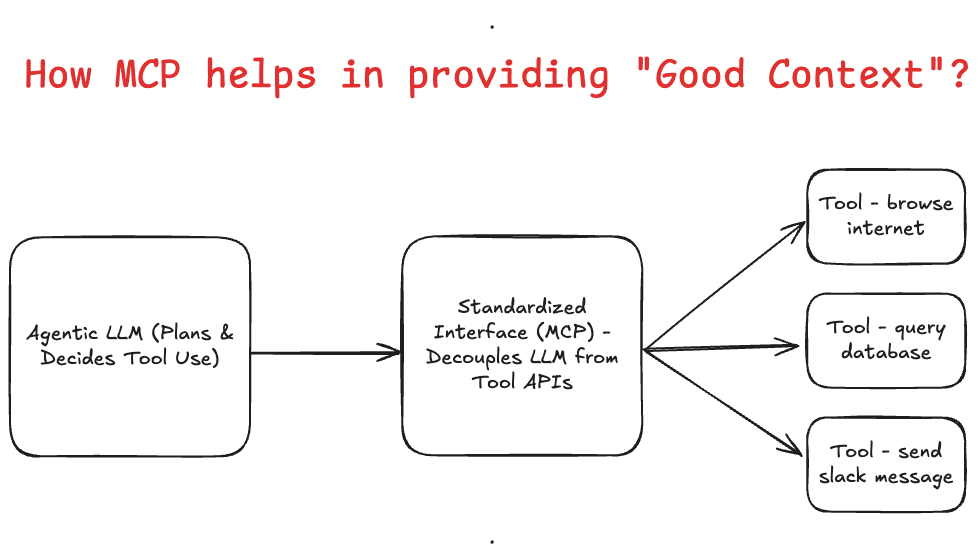 How MCP helps in providing "Good Context"?
Tool - browse
internet
Agentic LLM (Plans &
Decides Tool Use)
Standardized
Interface (MCP) -
Decouples LLM from
Tool APIs
Tool - query
database
Tool - send
slack message